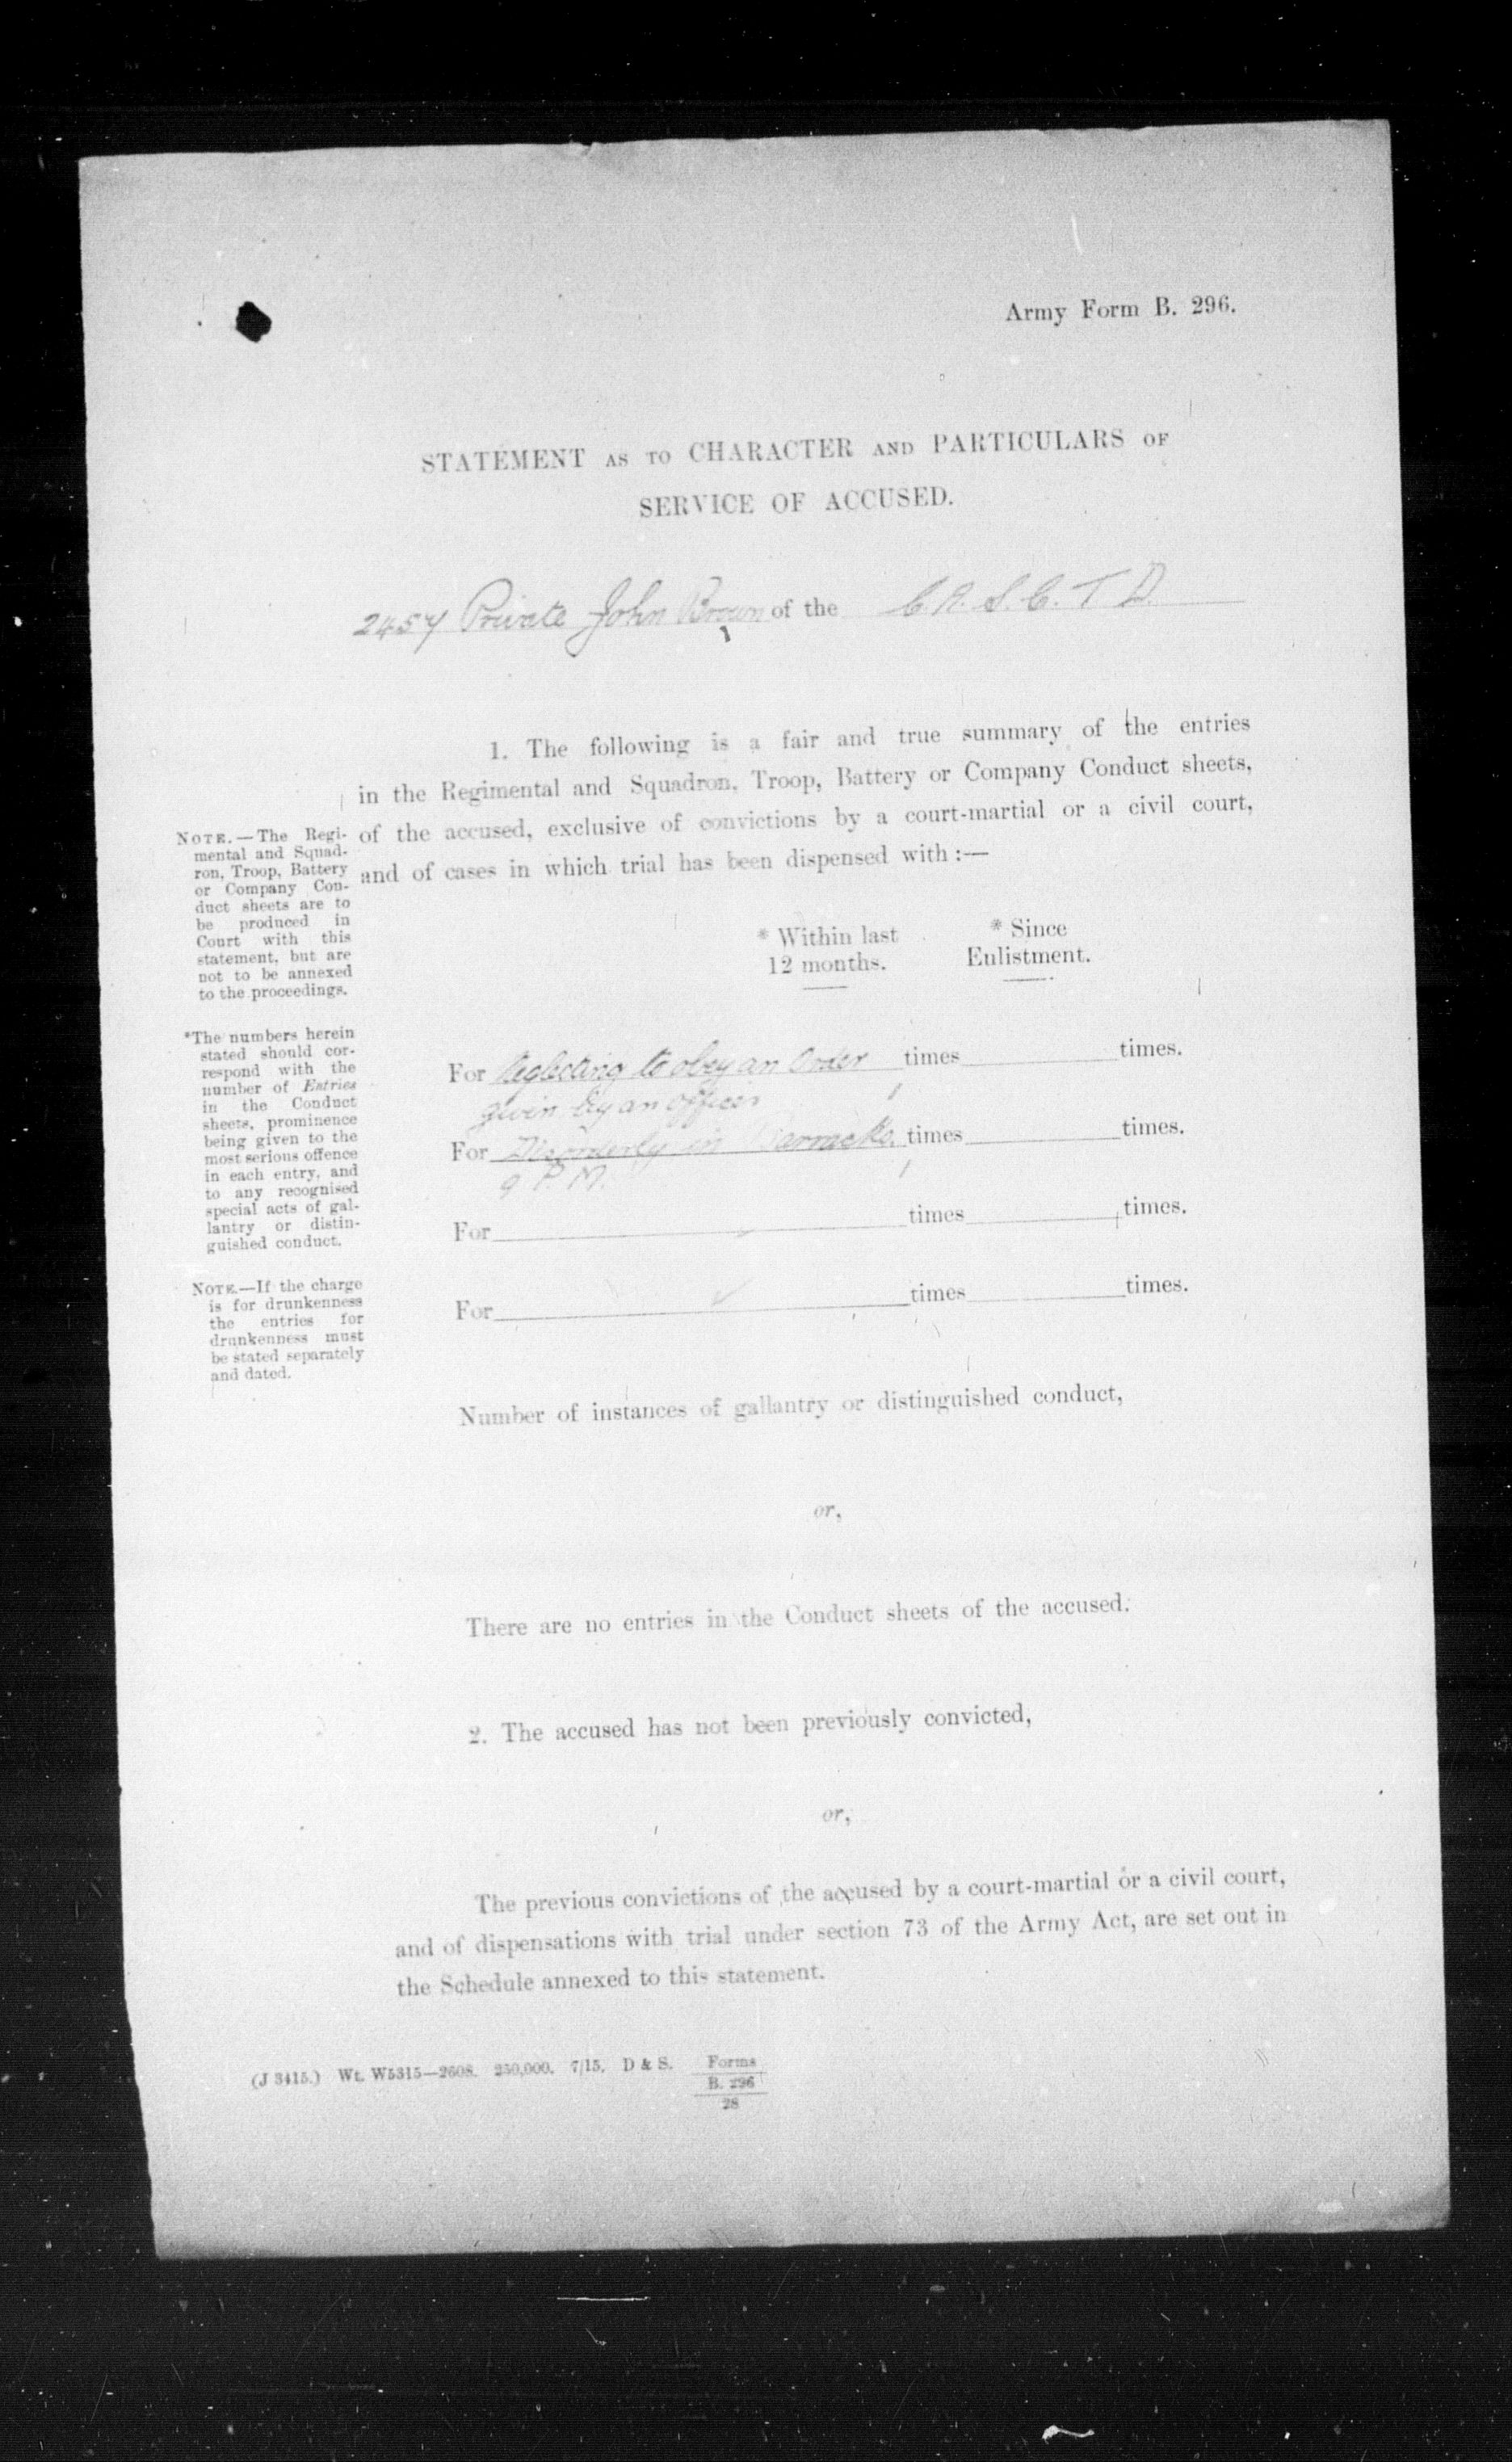 Army Form B. 296.
STATEMENT AS TO CHARACTER AND PARTICULARS OF
SERVICE OF ACCUSED.
2457 Private John Brown of the C. A. S. C. T D.
1. The following is a fair and true summary of the entries
in the Regimental and Squadron, Troop, Battery or Company Conduct sheets,
of the accused, exclusive of convictions by a court-martial or a civil court,
and of cases in which trial has been dispensed with :—
NOTE.—The Regi-
mental and Squad-
ron, Troop, Battery
or Company Con-
duct sheets are to
be produced in
Court with this
statement, but are
not to be annexed
to the proceedings.
*The numbers herein
stated should cor-
respond with the
number of Entries
in the Conduct
sheets, prominence
being given to the
most serious offence
in each entry, and
to any recognised
special acts of gal-
lantry or distin-
guished conduct.
NOTE.—If the charge
is for drunkenness
the entries for
drunkenness must
be stated separately
and dated.
* Within last
12 months.
* Since
Enlistment.
For Neglecting to obey an Order times times.
given by an officer
For Disorderly in Barracks. times times.
9 P. M.
For times times.
For times times.
Number of instances of gallantry or distinguished conduct,
or,
There are no entries in the Conduct sheets of the accused.
2. The accused has not been previously convicted,
or,
The previous convictions of the accused by a court-martial or a civil court,
and of dispensations with trial under section 73 of the Army Act, are set out in
the Schedule annexed to this statement.
(J 3415.) Wt. W5315—2608. 250,000. 7/15. D & S. Forms
B. 296
28